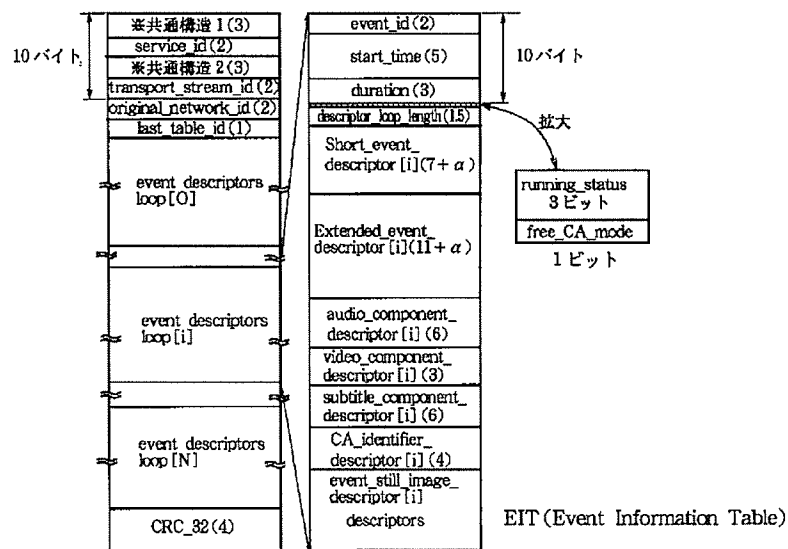 10バイト
※共通構造1(3)
service_id(2)
※共通構造2(3)
transport_stream_id(2)
original_network_id(2)
last_table_id(1)
event descriptors
loop[O]
event descriptors
loop[i]
event descriptors
loop[N]
CRC_32(4)
event_id(2)
start_time(5)
duration(3)
descriptor_loop_length(1.5)
Short_event_
descriptor[i](7+α)
Extended_event_
descriptor[i](11+α)
audio_component_
descriptor[i](6)
video_component_
descriptor[i](3)
subtitle_component_
descriptor[i](6)
CA_identifier_
descriptor[i](4)
event_still_image_
descriptor[i]
descriptors
10バイト
拡大
running_status
3ビット
free_CA_mode
1ビット
EIT(Event Information Table)